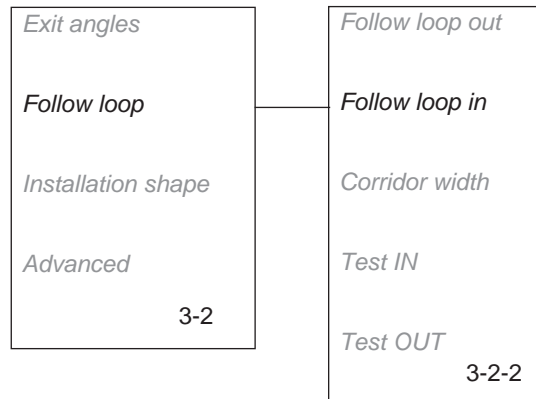 Exit angles
Follow loop
Installation shape
Advanced
3-2
Follow loop out
Follow loop in
Corridor width
Test IN
Test OUT
3-2-2